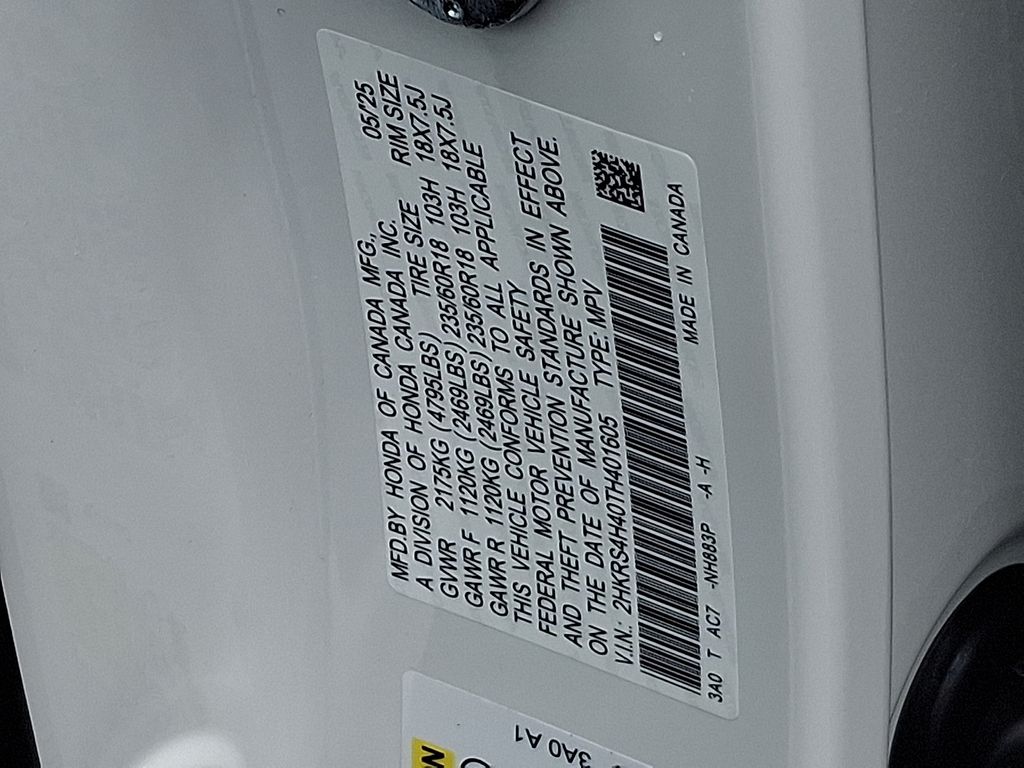 MFD.BY HONDA OF CANADA MFG., 05/'25
A DIVISION OF HONDA CANADA INC. RIM SIZE
GVWR 2175KG (4795LBS) TIRE SIZE 18X7.5J
GAWR F 1120KG (2469LBS) 235/60R18 103H 18X7.5J
GAWR R 1120KG (2469LBS) 235/60R18 103H
THIS VEHICLE CONFORMS TO ALL APPLICABLE
FEDERAL MOTOR VEHICLE SAFETY
AND THEFT PREVENTION STANDARDS IN EFFECT
ON THE DATE OF MANUFACTURE SHOWN ABOVE.
V.I.N.: 2HKRS4H40TH401605 TYPE: MPV
3A0 T AC7 -NH883P -A -H MADE IN CANADA
3A0 A1